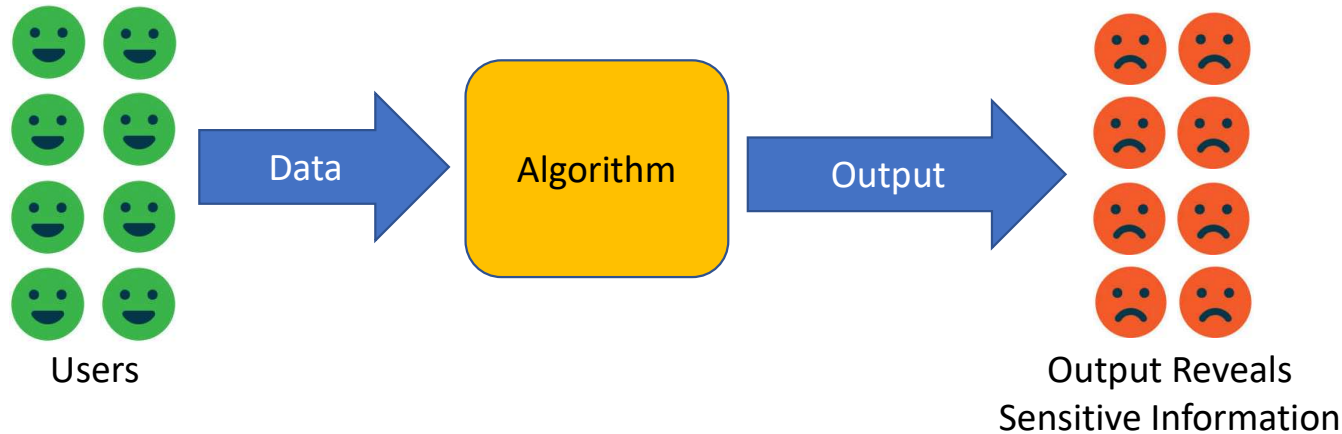 Data
Algorithm
Output
Users
Output Reveals
Sensitive Information